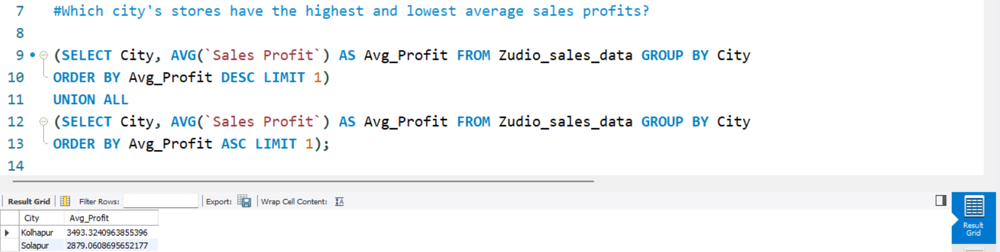 7 #Which city's stores have the highest and lowest average sales profits?
8
9 (SELECT City, AVG(`Sales Profit`) AS Avg_Profit FROM Zudio_sales_data GROUP BY City
10 ORDER BY Avg_Profit DESC LIMIT 1)
11 UNION ALL
12 (SELECT City, AVG(`Sales Profit`) AS Avg_Profit FROM Zudio_sales_data GROUP BY City
13 ORDER BY Avg_Profit ASC LIMIT 1);
14
Result Grid Filter Rows: Export: Wrap Cell Content: IA
City Avg_Profit
Kolhapur 3493.3240963855396
Solapur 2879.0608695652177
Result
Grid